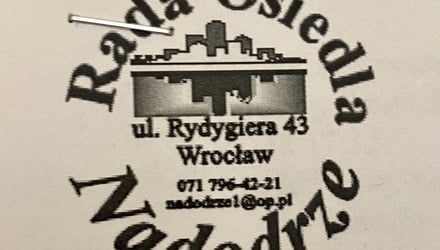 Rada Osiedla
ul. Rydygiera 43
Wrocław
071 796-42-21
nadodrze1@op.pl
Nadodrze